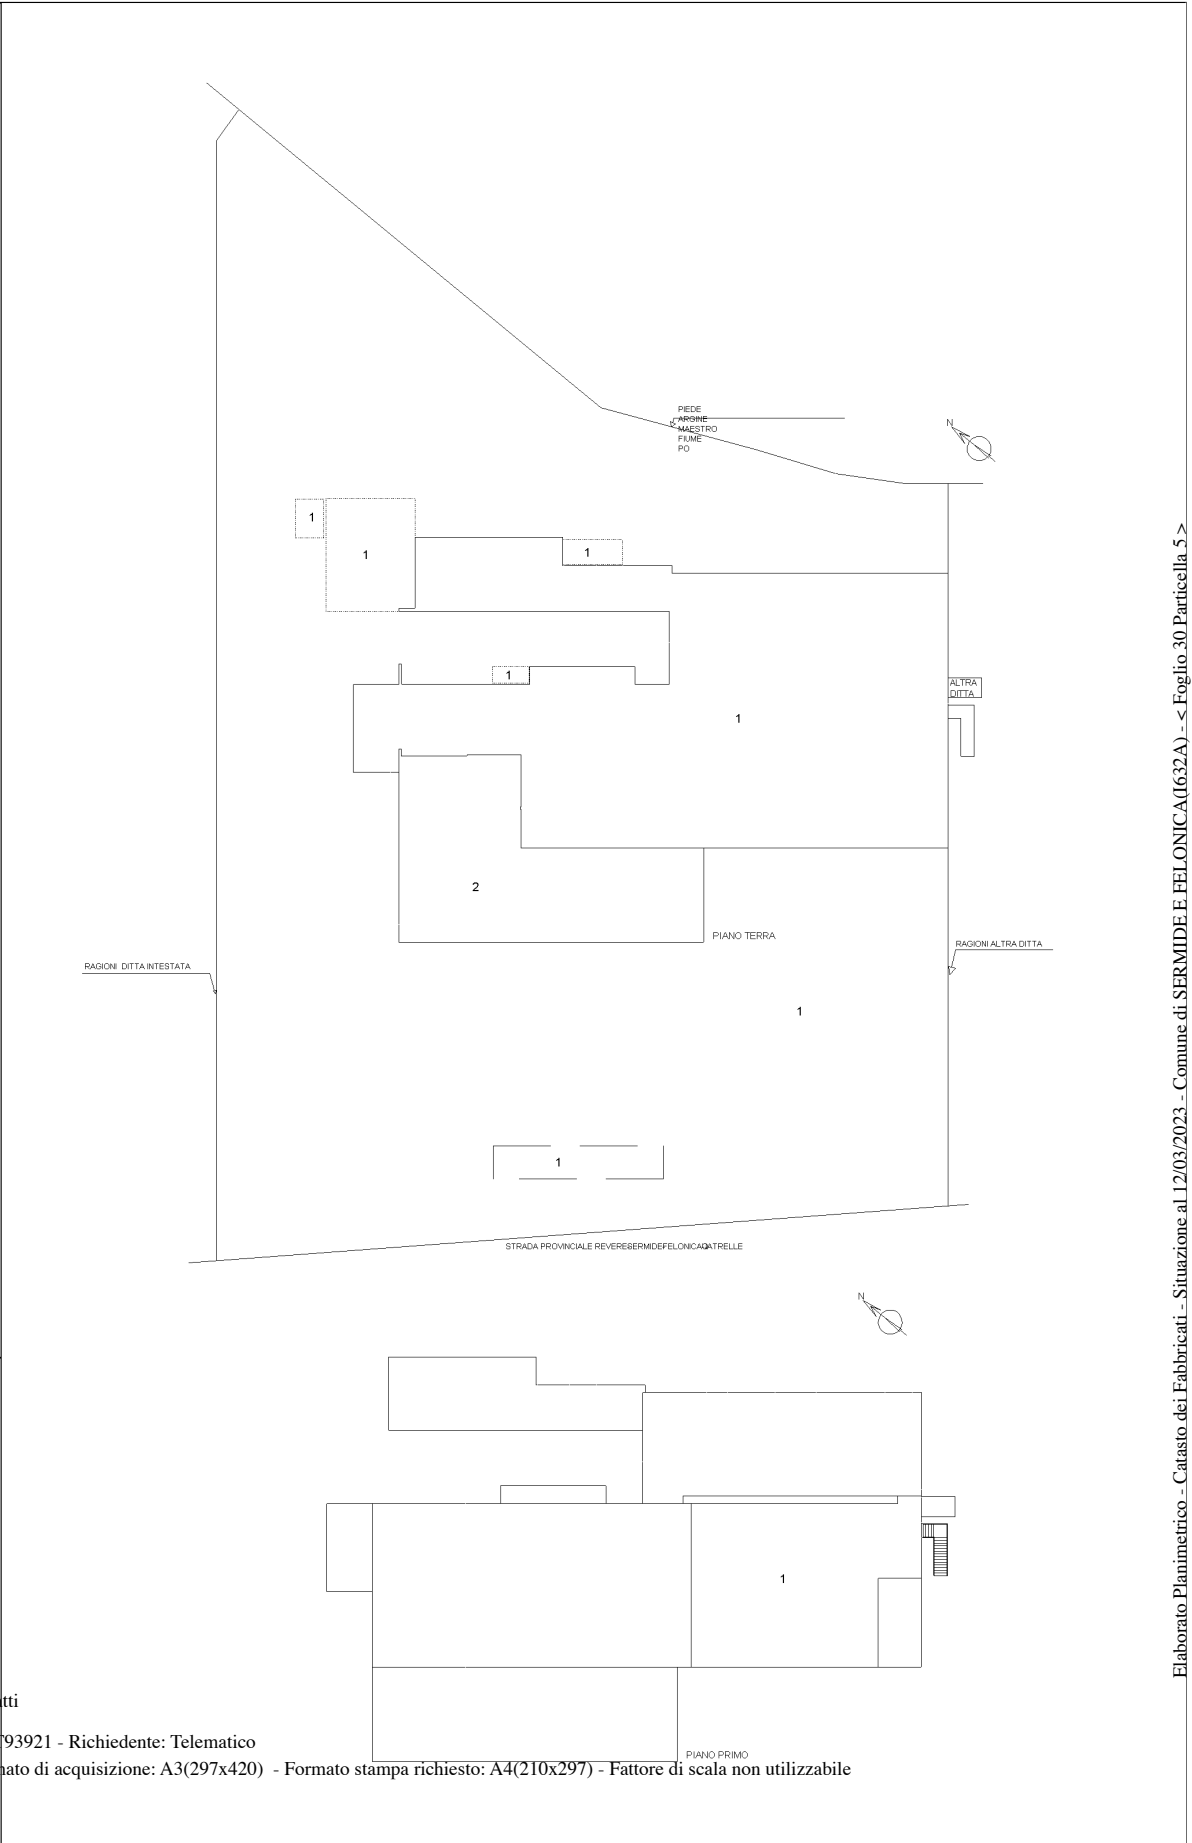 PIEDE
ARGINE
MAESTRO
FIUME
PO
N
1
1
1
1
ALTRA
DITTA
1
2
PIANO TERRA
RAGIONI ALTRA DITTA
RAGIONI DITTA INTESTATA
1
1
STRADA PROVINCIALE REVERESERMIDEFELONICAQATRELLE
N
1
PIANO PRIMO
tti
T93921 - Richiedente: Telematico
mato di acquisizione: A3(297x420) - Formato stampa richiesto: A4(210x297) - Fattore di scala non utilizzabile
Elaborato Planimetrico - Catasto dei Fabbricati - Situazione al 12/03/2023 - Comune di SERMIDE E FELONICA(I632A) - < Foglio 30 Particella 5 >